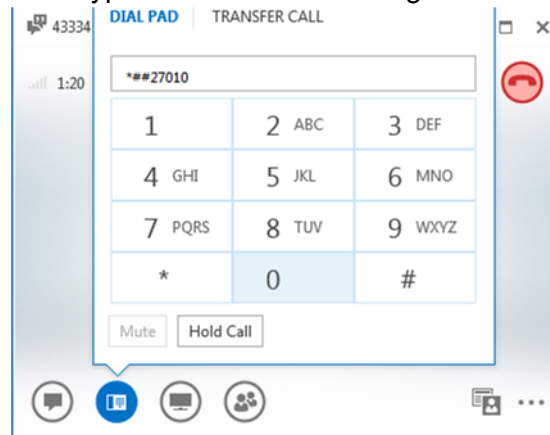 43334
DIAL PAD TRANSFER CALL
1:20
*##27010
1 2 ABC 3 DEF
4 GHI 5 JKL 6 MNO
7 PQRS 8 TUV 9 WXYZ
* 0 #
Mute Hold Call